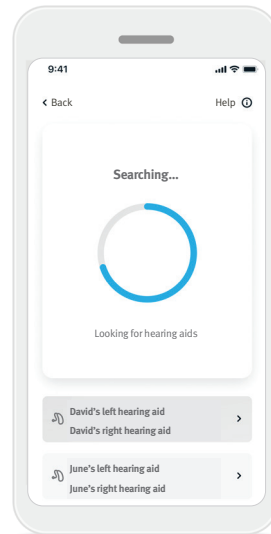 9:41
Back Help
Searching...
Looking for hearing aids
David's left hearing aid
David's right hearing aid
June's left hearing aid
June's right hearing aid